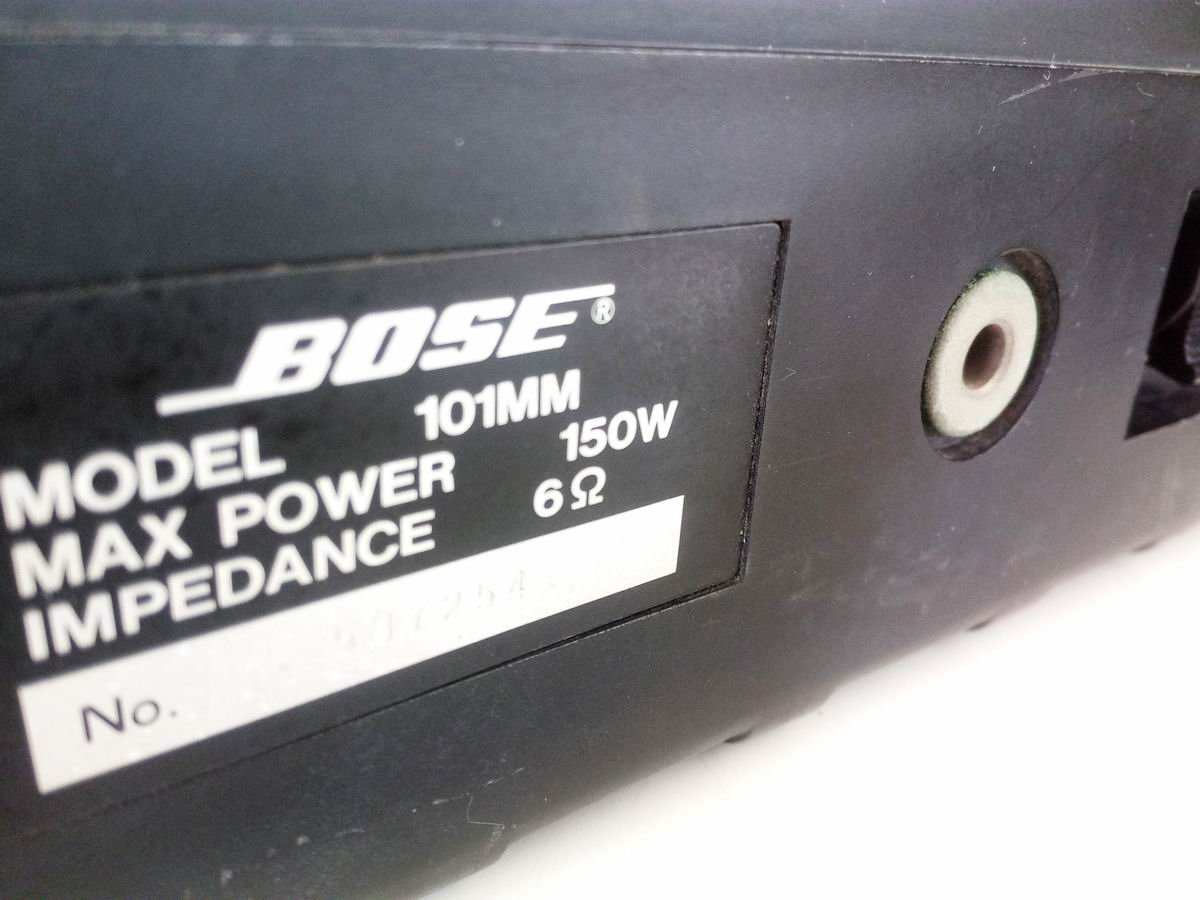 BOSE®
MODEL 101MM
MAX POWER 150W
IMPEDANCE 6Ω
No.